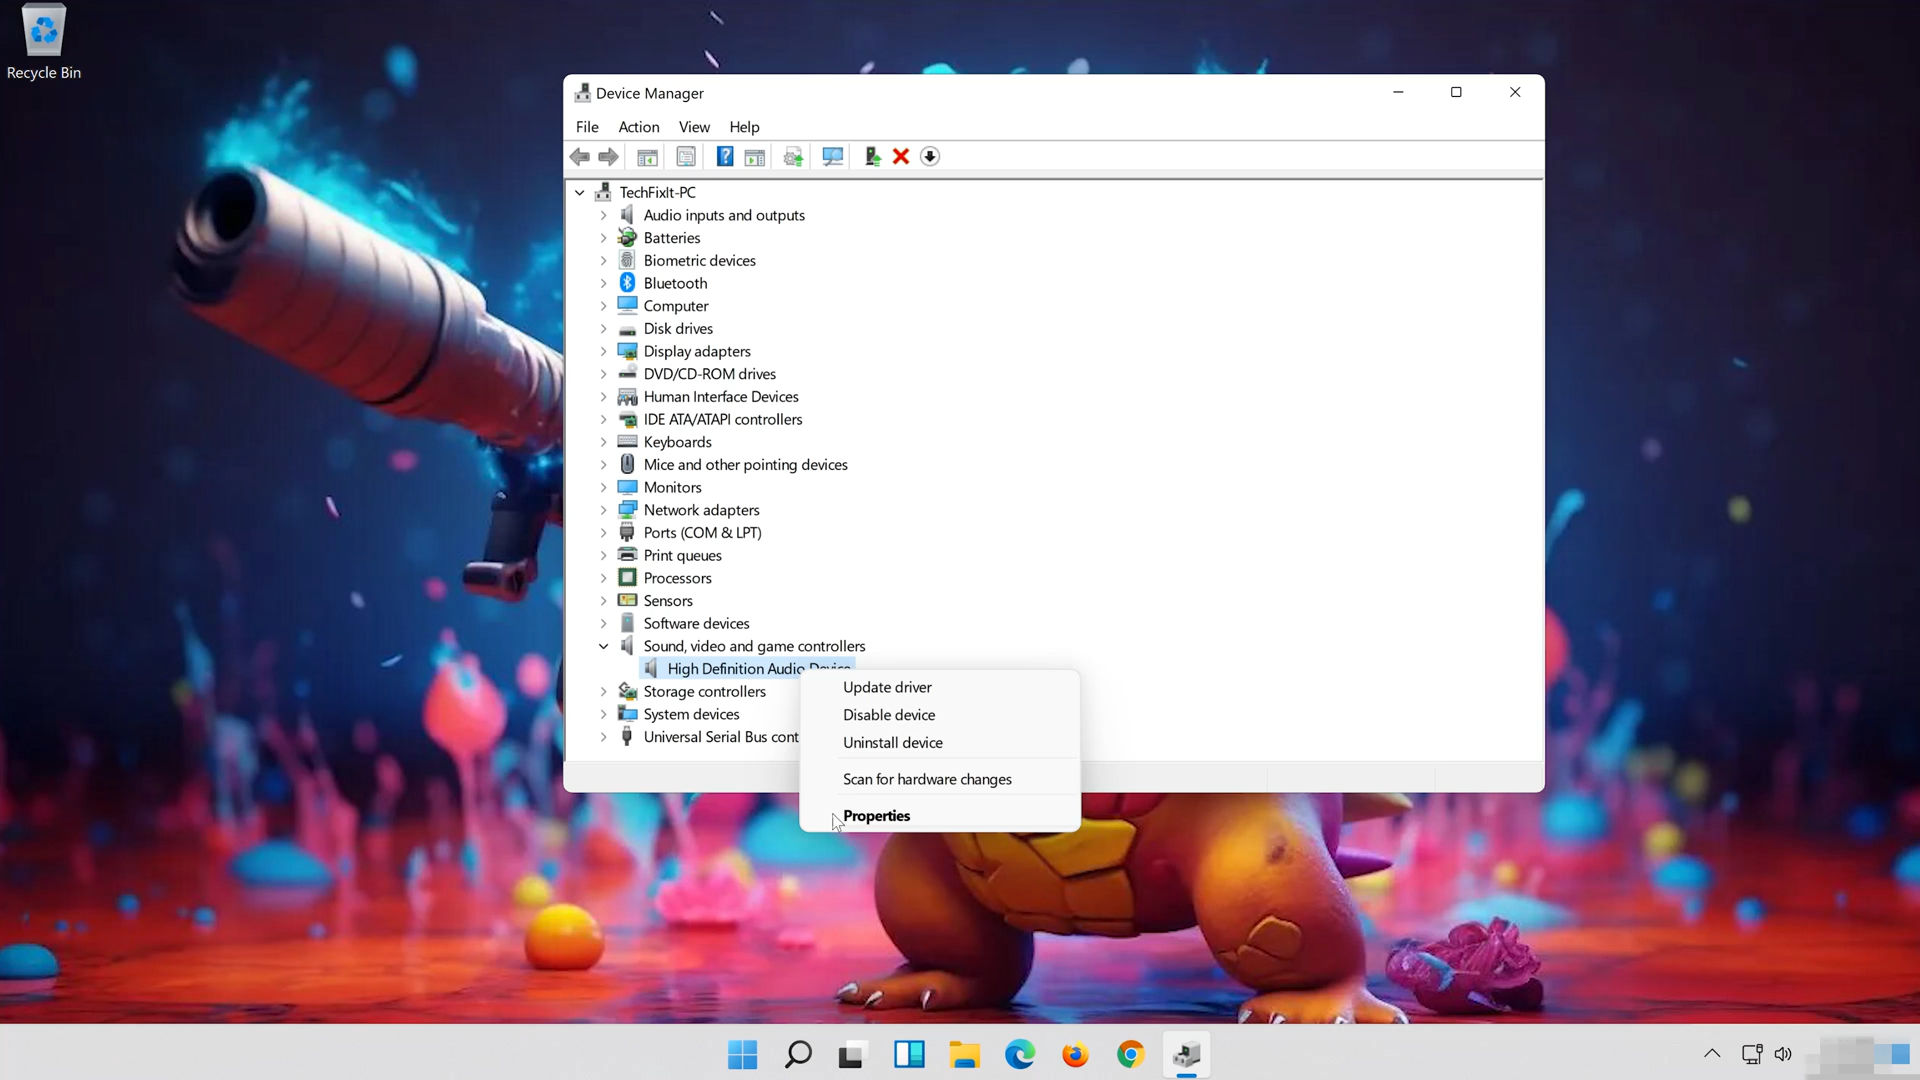 Recycle Bin
Device Manager
File Action View Help
TechFixIt-PC
Audio inputs and outputs
Batteries
Biometric devices
Bluetooth
Computer
Disk drives
Display adapters
DVD/CD-ROM drives
Human Interface Devices
IDE ATA/ATAPI controllers
Keyboards
Mice and other pointing devices
Monitors
Network adapters
Ports (COM & LPT)
Print queues
Processors
Sensors
Software devices
Sound, video and game controllers
High Definition Audio Device
Storage controllers
System devices
Universal Serial Bus cont
Update driver
Disable device
Uninstall device
Scan for hardware changes
Properties